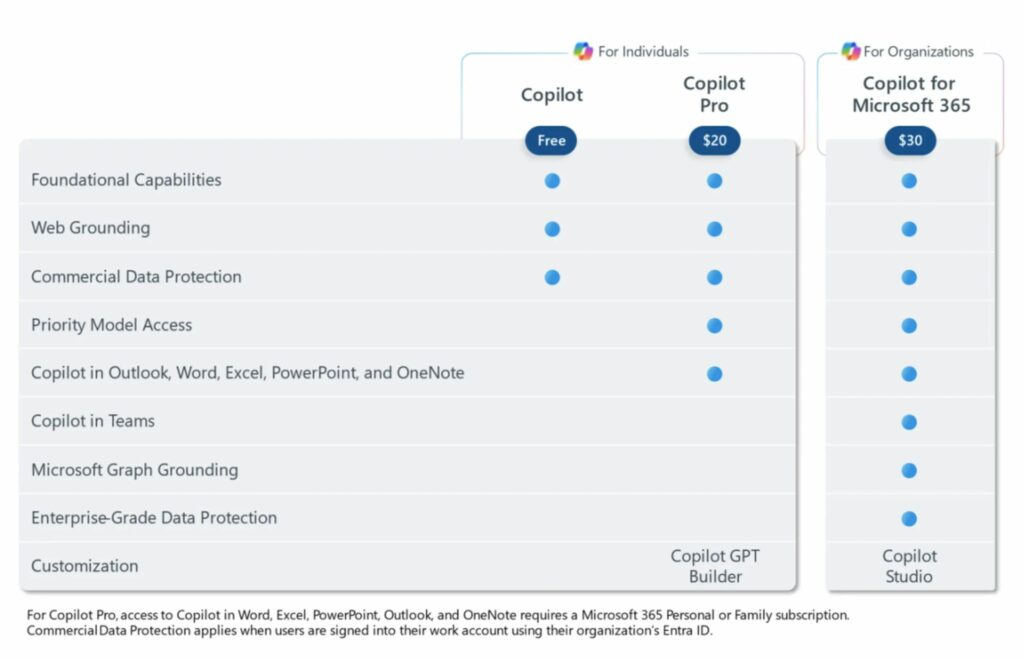 For Individuals
For Organizations
Copilot
Copilot
Pro
Copilot for
Microsoft 365
Free
$20
$30
Foundational Capabilities
Web Grounding
Commercial Data Protection
Priority Model Access
Copilot in Outlook, Word, Excel, PowerPoint, and OneNote
Copilot in Teams
Microsoft Graph Grounding
Enterprise-Grade Data Protection
Customization
Copilot GPT
Builder
Copilot
Studio
For Copilot Pro, access to Copilot in Word, Excel, PowerPoint, Outlook, and OneNote requires a Microsoft 365 Personal or Family subscription.
Commercial Data Protection applies when users are signed into their work account using their organization's Entra ID.